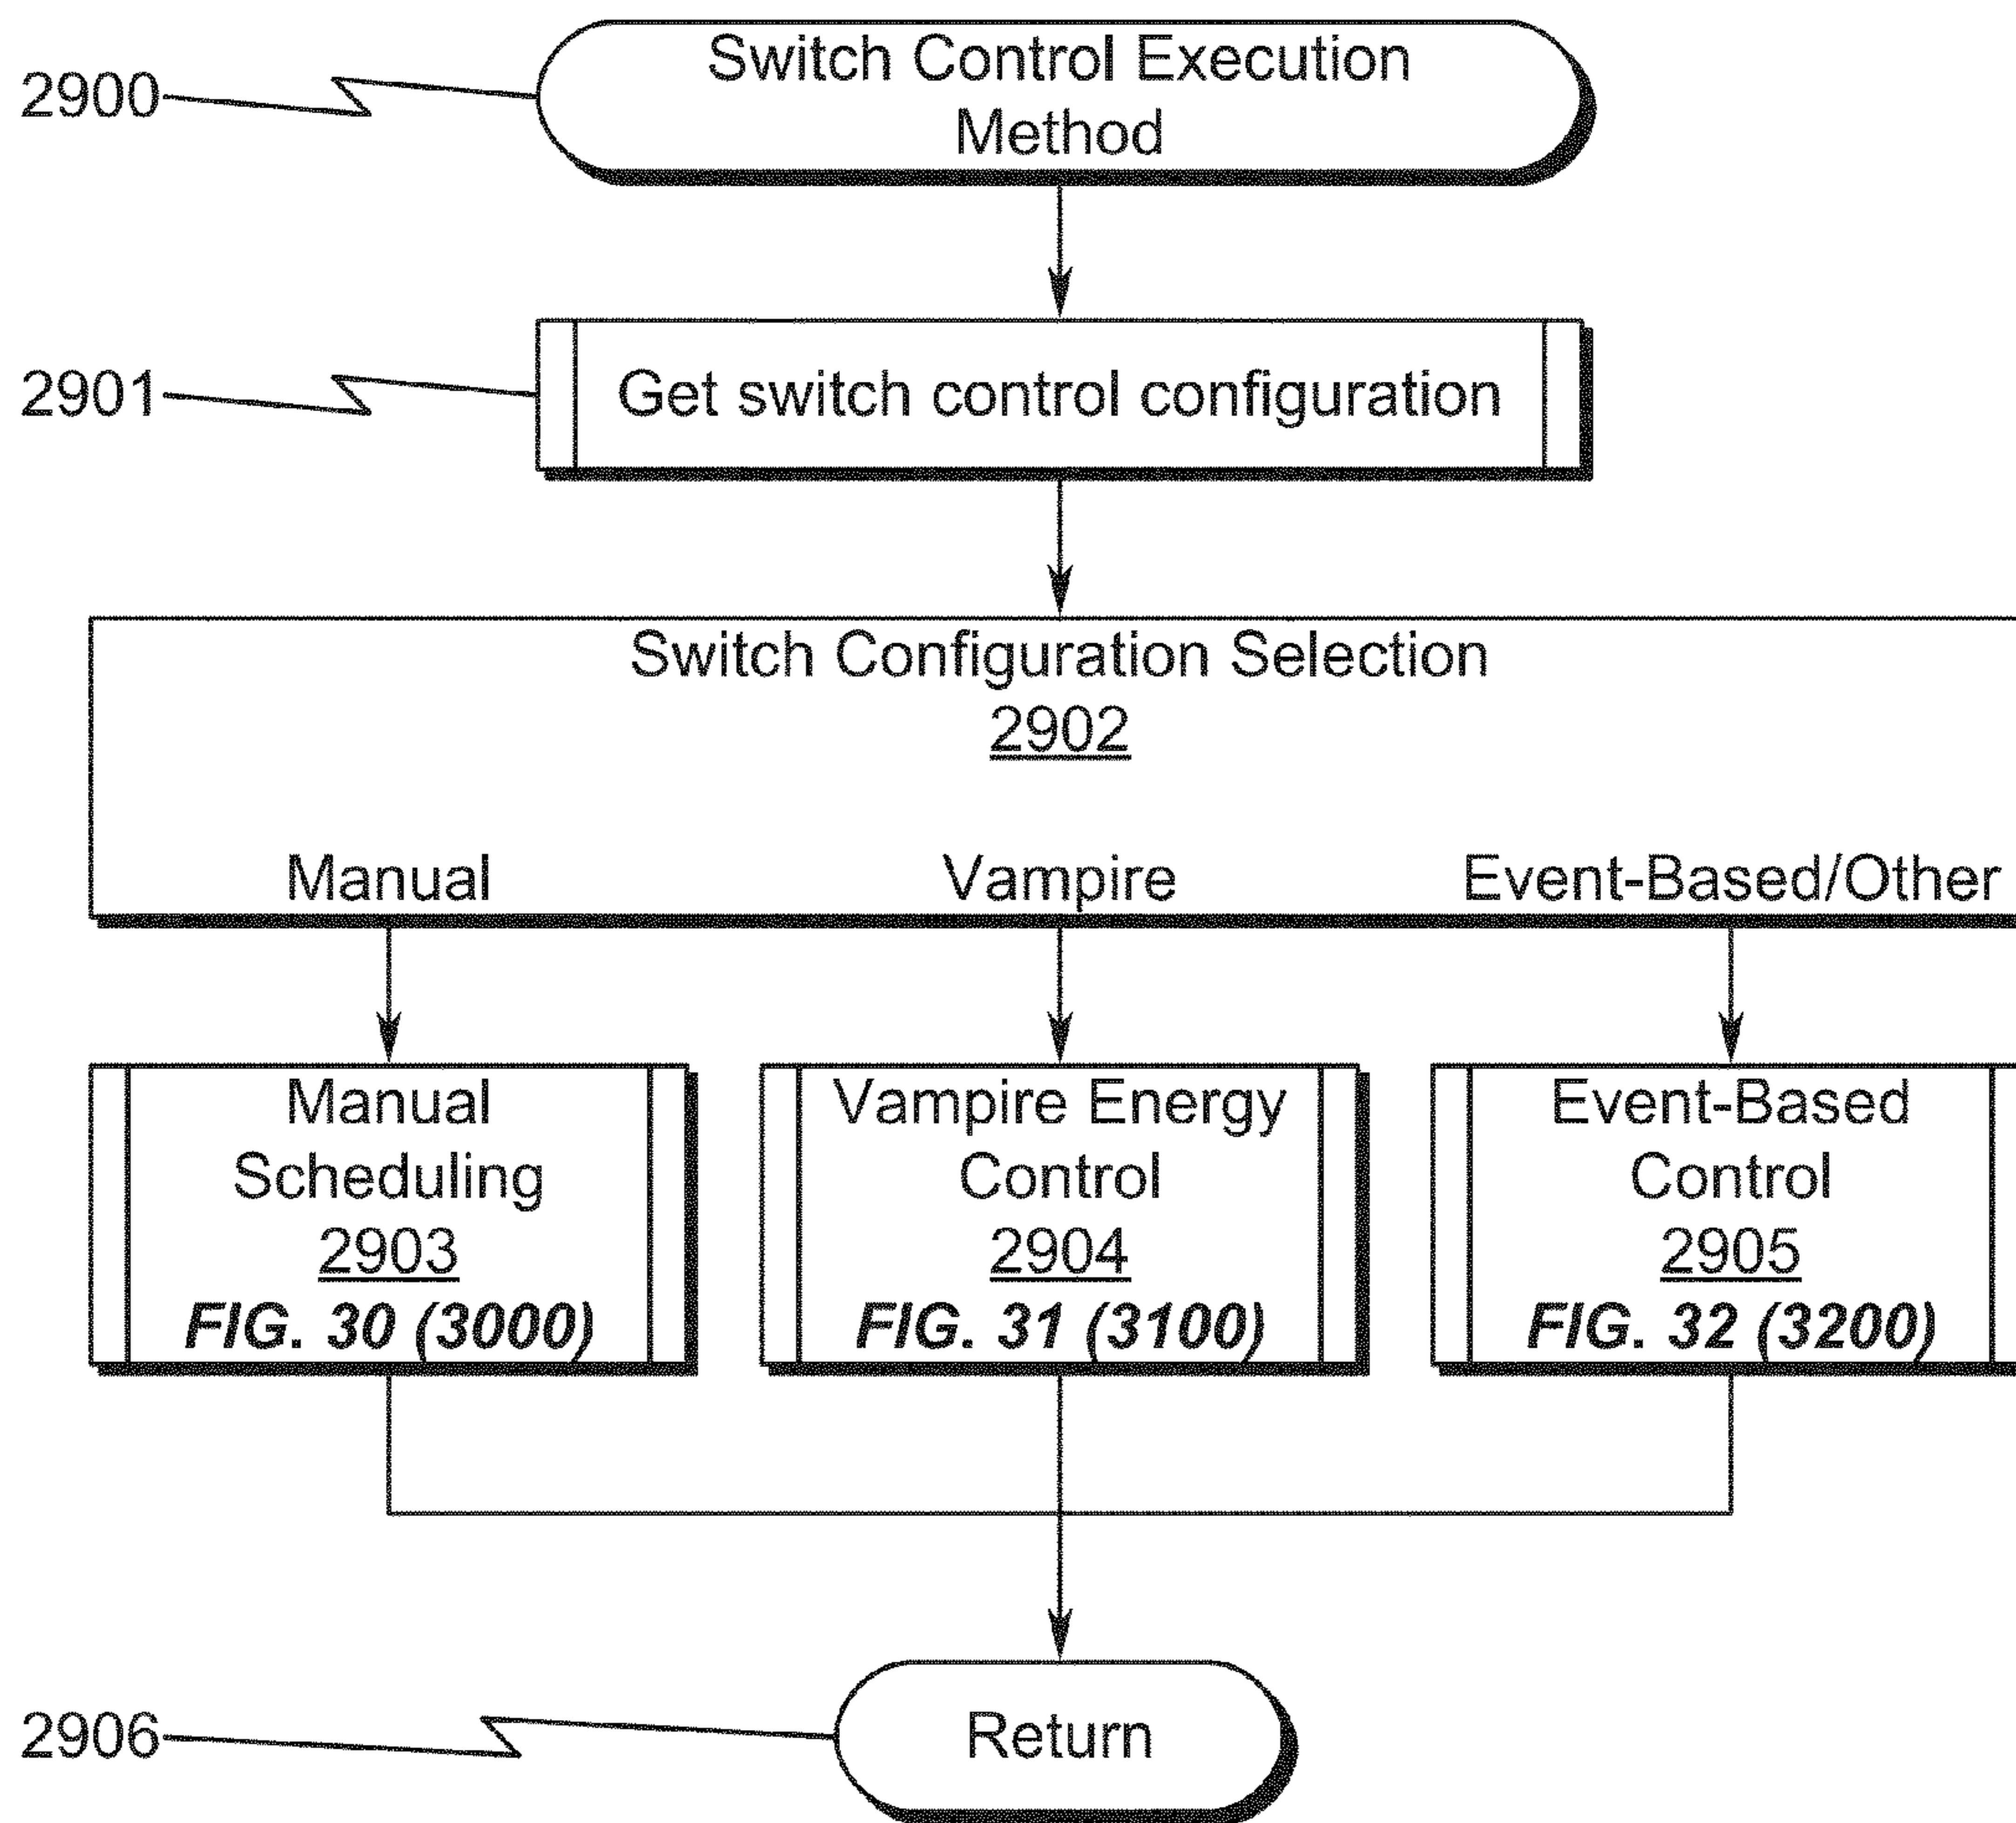 Switch Control Execution
Method
2900
2901
Get switch control configuration
Switch Configuration Selection
2902
Manual
Vampire
Event-Based/Other
Manual
Scheduling
2903
FIG. 30 (3000)
Vampire Energy
Control
2904
FIG. 31 (3100)
Event-Based
Control
2905
FIG. 32 (3200)
2906
Return